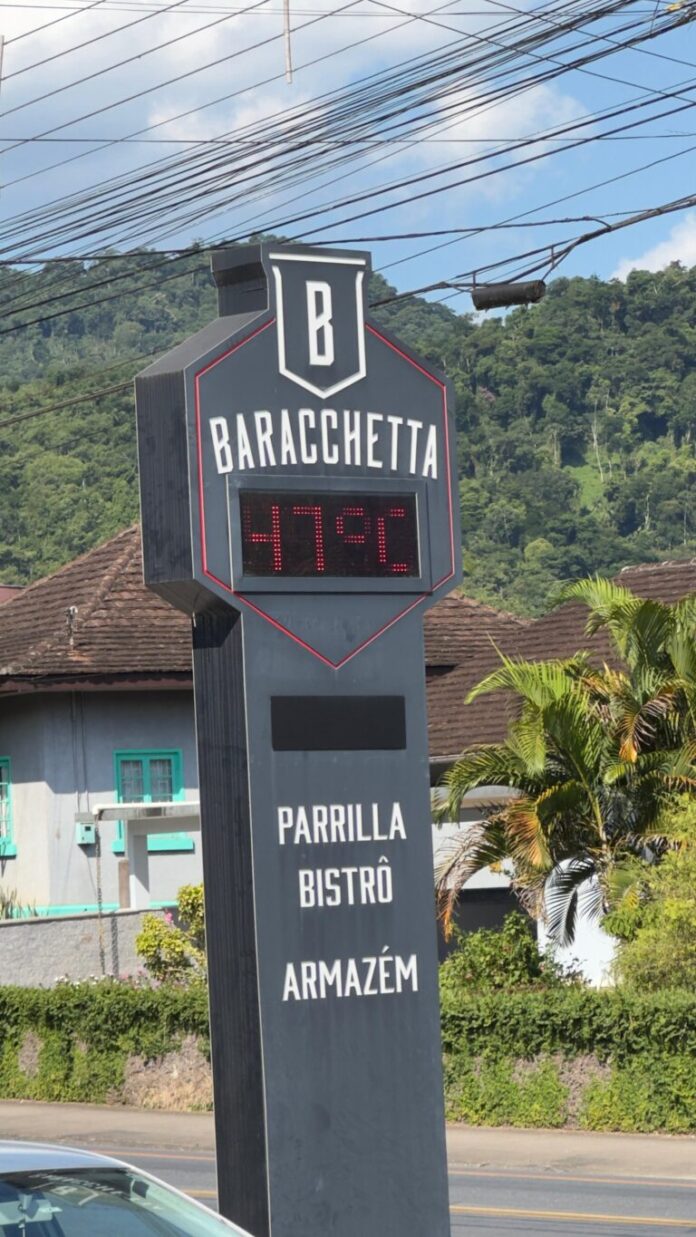 B
BARACCHETTA
47°C
PARRILLA
BISTRÔ
ARMAZÉM